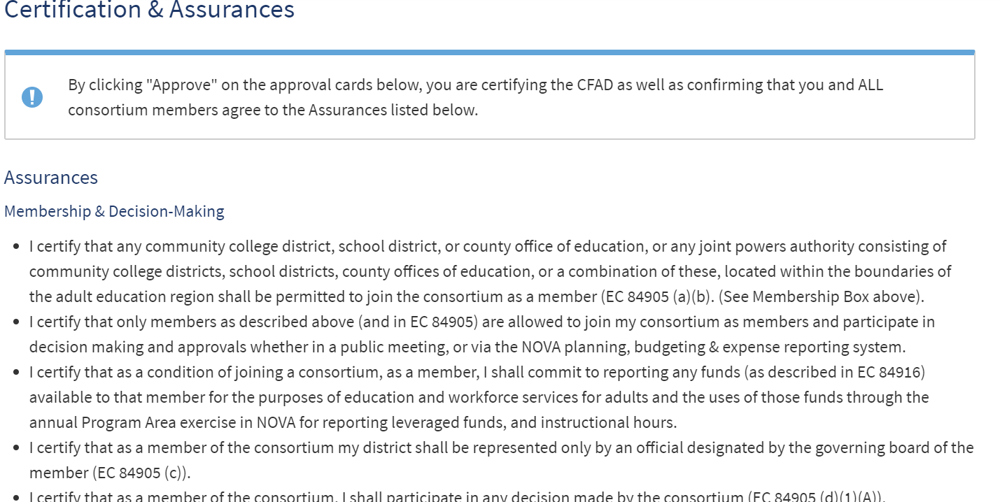 Certification & Assurances
By clicking "Approve" on the approval cards below, you are certifying the CFAD as well as confirming that you and ALL
consortium members agree to the Assurances listed below.
Assurances
Membership & Decision-Making
• I certify that any community college district, school district, or county office of education, or any joint powers authority consisting of
community college districts, school districts, county offices of education, or a combination of these, located within the boundaries of
the adult education region shall be permitted to join the consortium as a member (EC 84905 (a)(b). (See Membership Box above).
• I certify that only members as described above (and in EC 84905) are allowed to join my consortium as members and participate in
decision making and approvals whether in a public meeting, or via the NOVA planning, budgeting & expense reporting system.
• I certify that as a condition of joining a consortium, as a member, I shall commit to reporting any funds (as described in EC 84916)
available to that member for the purposes of education and workforce services for adults and the uses of those funds through the
annual Program Area exercise in NOVA for reporting leveraged funds, and instructional hours.
• I certify that as a member of the consortium my district shall be represented only by an official designated by the governing board of the
member (EC 84905 (c)).
• I certify that as a member of the consortium, I shall participate in any decision made by the consortium (EC 84905 (d)(1)(A)).